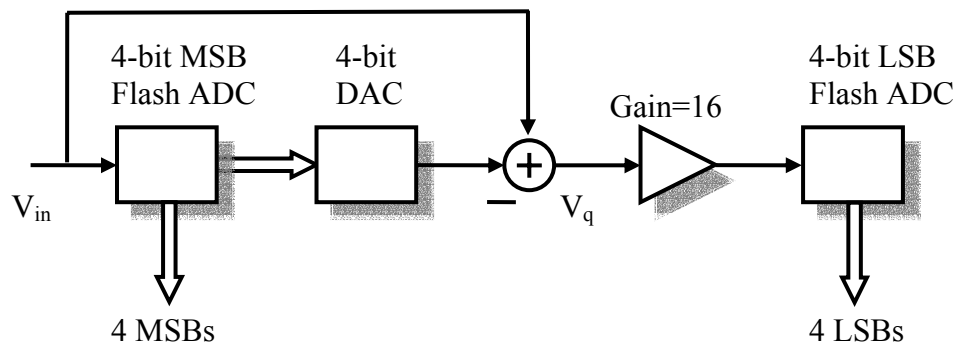 4-bit MSB
Flash ADC
4-bit
DAC
Gain=16
4-bit LSB
Flash ADC
V_in
+
−
V_q
4 MSBs
4 LSBs